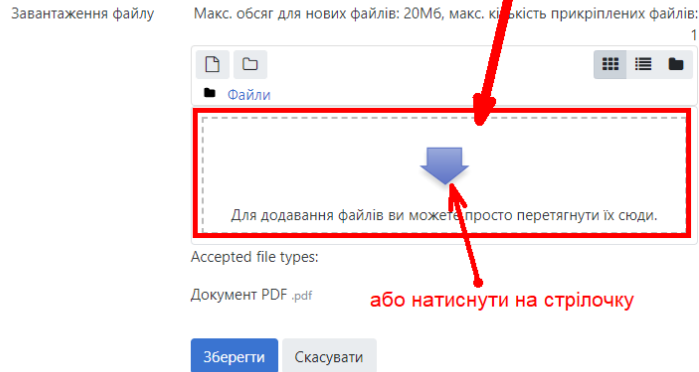 Завантаження файлу
Макс. обсяг для нових файлів: 20Мб, макс. кількість прикріплених файлів:
1
Файли
Для додавання файлів ви можете просто перетягнути їх сюди.
Accepted file types:
Документ PDF .pdf
або натиснути на стрілочку
Зберегти Скасувати